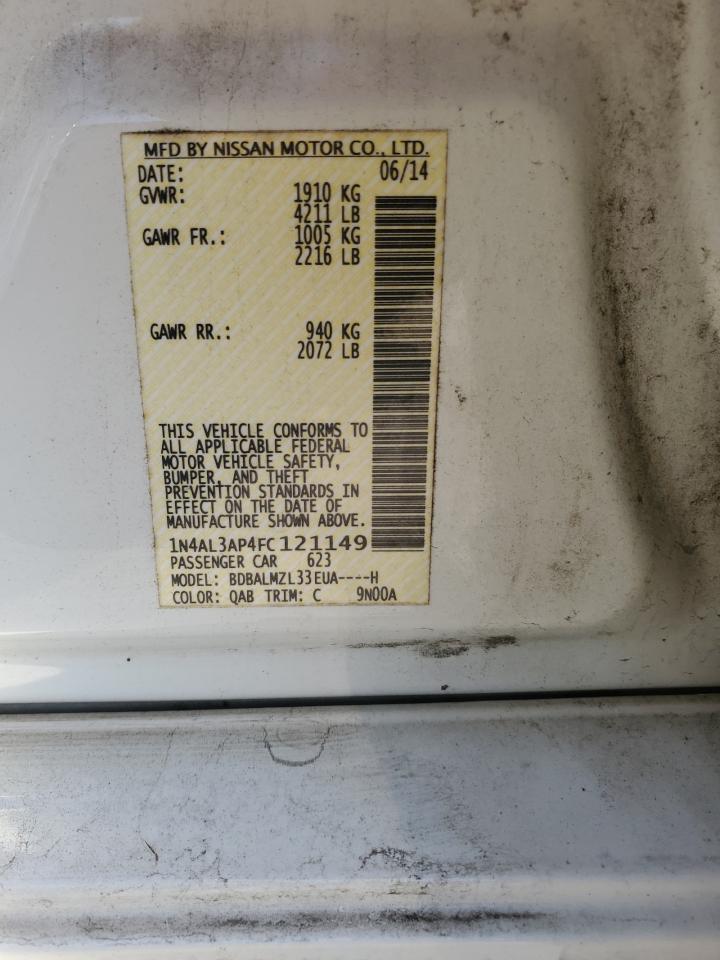 MFD BY NISSAN MOTOR CO., LTD.
DATE: 06/14
GVWR: 1910 KG
4211 LB
GAWR FR.: 1005 KG
2216 LB
GAWR RR.: 940 KG
2072 LB
THIS VEHICLE CONFORMS TO
ALL APPLICABLE FEDERAL
MOTOR VEHICLE SAFETY,
BUMPER, AND THEFT
PREVENTION STANDARDS IN
EFFECT ON THE DATE OF
MANUFACTURE SHOWN ABOVE.
1N4AL3AP4FC121149
PASSENGER CAR 623
MODEL: BDBALMZL33EUA----H
COLOR: QAB TRIM: C 9N00A